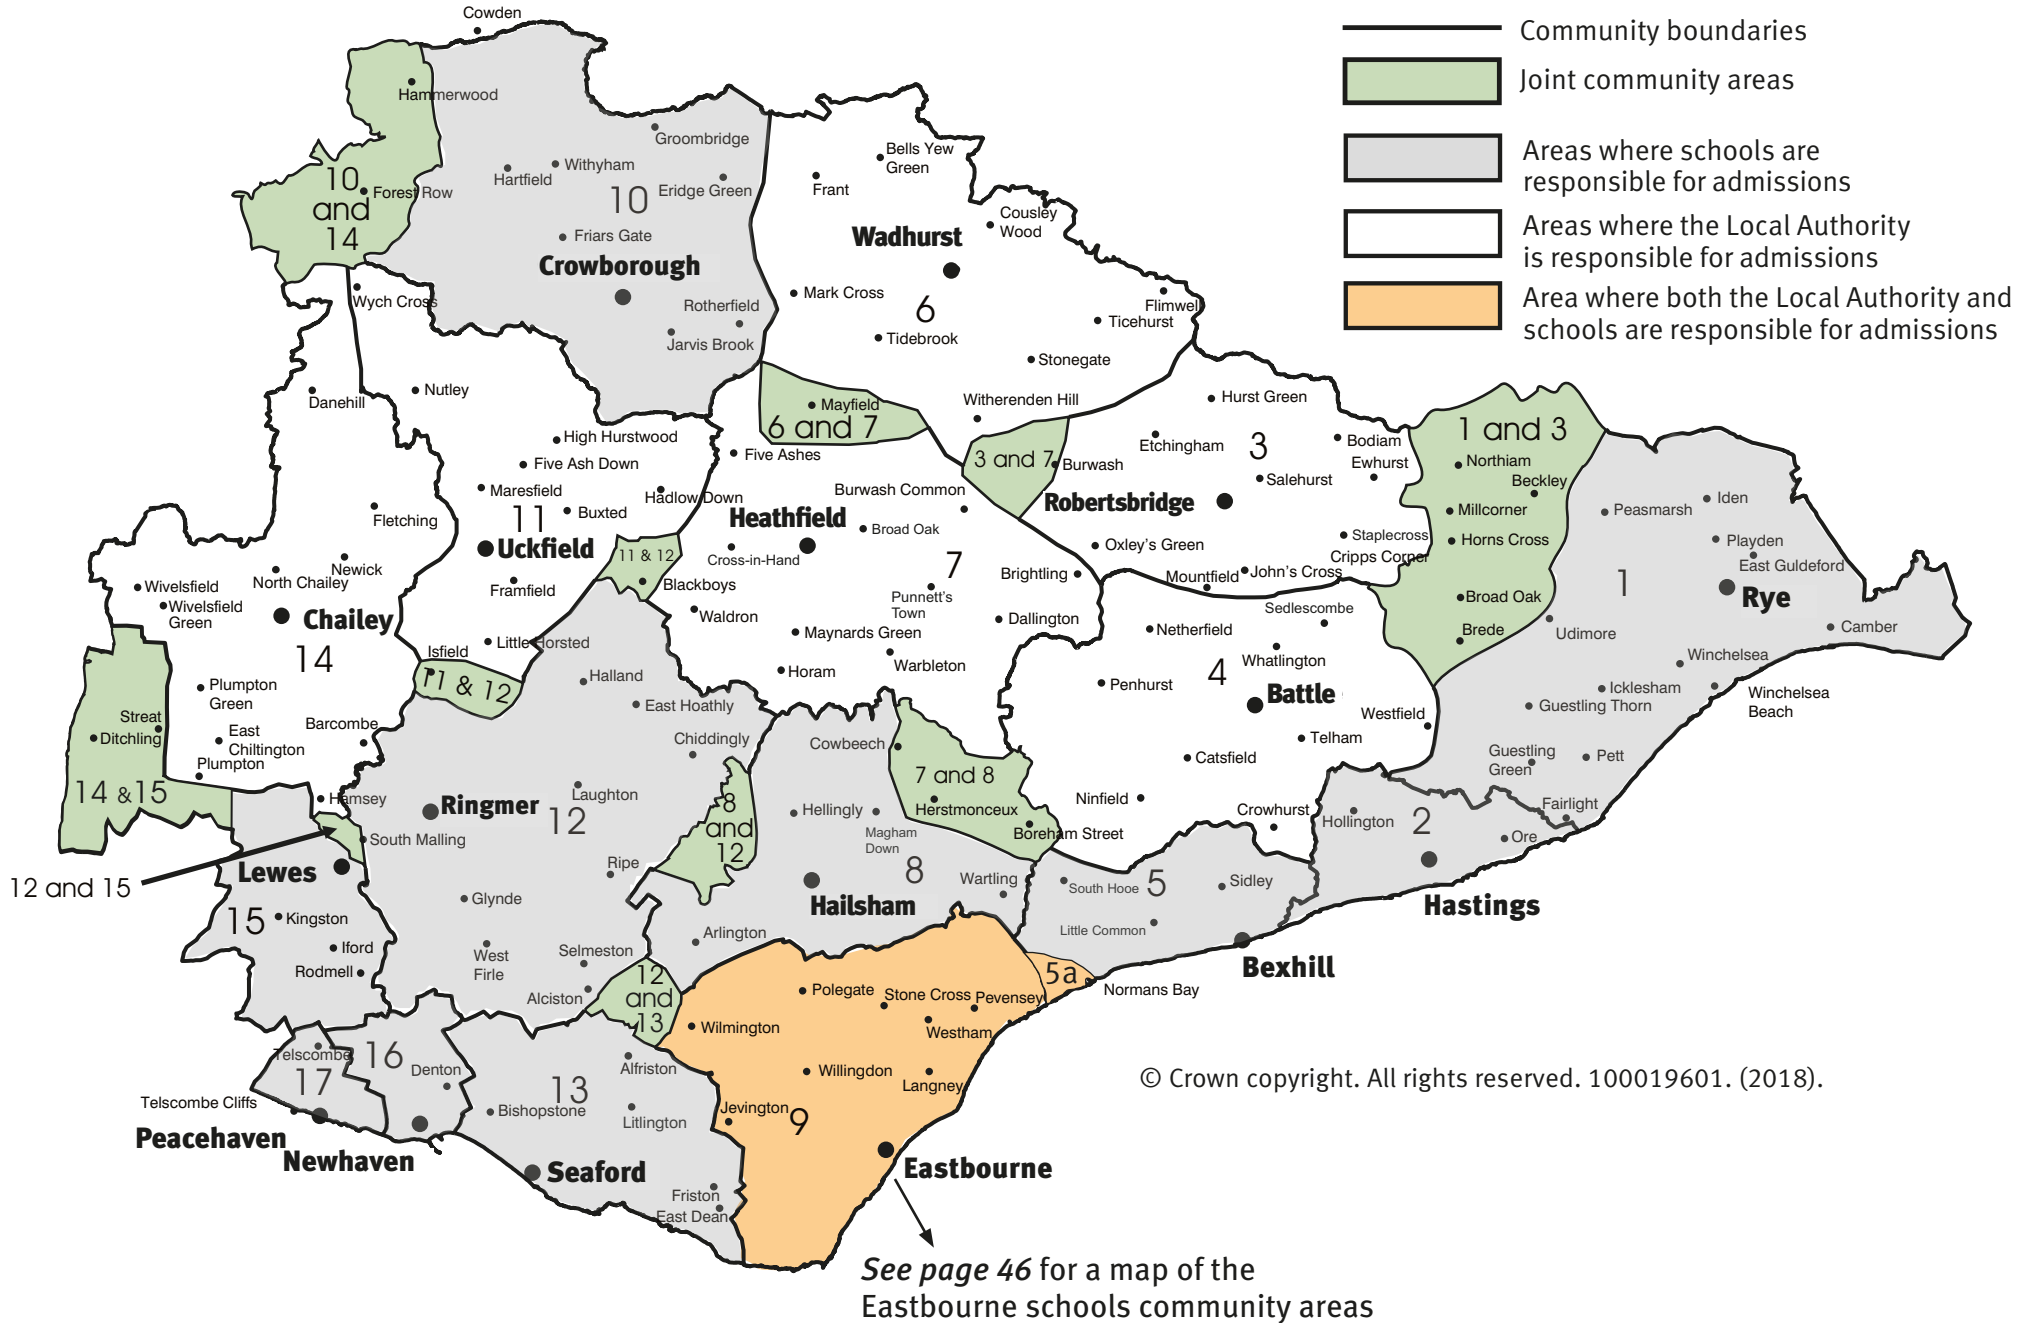 Cowden
Community boundaries
Joint community areas
Areas where schools are
responsible for admissions
Areas where the Local Authority
is responsible for admissions
Area where both the Local Authority and
schools are responsible for admissions
Hammerwood
10
and
14
Forest Row
Groombridge
Withyham
Hartfield
Eridge Green
10
Friars Gate
Crowborough
Rotherfield
Jarvis Brook
Bells Yew
Green
Frant
Cousley
Wood
Wadhurst
Mark Cross
6
Tidebrook
Flimwell
Ticehurst
Stonegate
Witherenden Hill
Wych Cross
Danehill
Nutley
Mayfield
6 and 7
High Hurstwood
Five Ash Down
Maresfield
Hadlow Down
Buxted
11
Uckfield
Framfield
Little Horsted
Five Ashes
Burwash Common
Heathfield
Broad Oak
Cross-in-Hand
7
Punnett's
Town
Blackboys
Waldron
Maynards Green
Horam
Warbleton
Brightling
Dallington
11 & 12
3 and 7
Burwash
Hurst Green
Etchingham
3
Salehurst
Bodiam
Ewhurst
Robertsbridge
Oxley's Green
Staplecross
Cripps Corner
Mountfield
John's Cross
1 and 3
Northiam
Beckley
Millcorner
Horns Cross
Broad Oak
Brede
Iden
Peasmarsh
Playden
East Guldeford
1
Rye
Udimore
Camber
Winchelsea
Icklesham
Winchelsea
Beach
Guestling Thorn
Guestling
Green
Pett
Fairlight
Fletching
Newick
North Chailey
Wivelsfield
Wivelsfield
Green
Chailey
14
Plumpton
Green
Streat
Ditchling
East
Chiltington
Plumpton
Barcombe
14 &15
Hamsey
Isfield
11 & 12
Halland
East Hoathly
Chiddingly
Laughton
Ringmer
12
South Malling
Ripe
Glynde
West
Firle
Selmeston
Alciston
8
and
12
Cowbeech
7 and 8
Herstmonceux
Boreham Street
Hellingly
Magham
Down
8
Wartling
Hailsham
Arlington
Sedlescombe
Netherfield
Whatlington
4
Penhurst
Battle
Westfield
Telham
Catsfield
Ninfield
Crowhurst
Hollington
2
Ore
Hastings
South Hooe
5
Sidley
Little Common
Bexhill
5a
Normans Bay
12 and 15
Lewes
15
Kingston
Iford
Rodmell
12
and
13
Polegate
Stone Cross
Pevensey
Westham
Wilmington
Willingdon
Langney
Jevington
9
Eastbourne
Telscombe
17
16
Denton
Telscombe Cliffs
Peacehaven
Newhaven
13
Alfriston
Bishopstone
Litlington
Seaford
Friston
East Dean
© Crown copyright. All rights reserved. 100019601. (2018).
See page 46 for a map of the
Eastbourne schools community areas